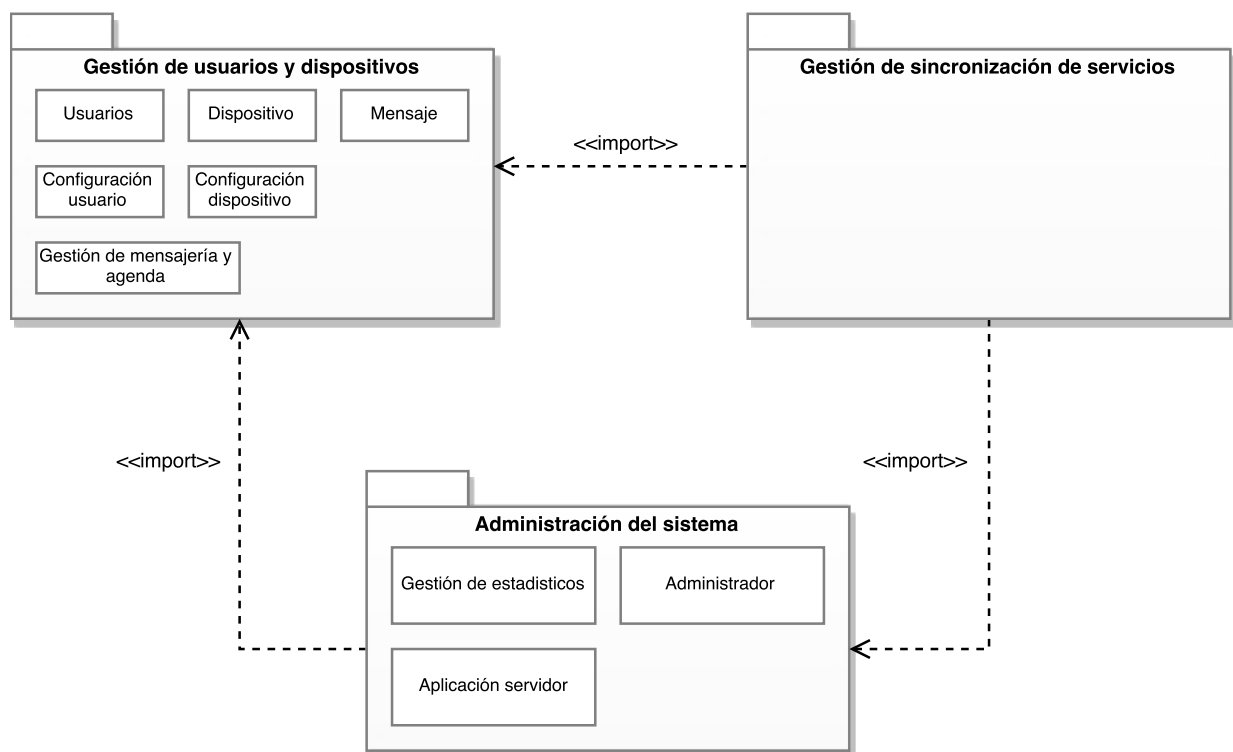 Gestión de usuarios y dispositivos
Usuarios
Dispositivo
Mensaje
Configuración
usuario
Configuración
dispositivo
Gestión de mensajería y
agenda
<<import>>
Gestión de sincronización de servicios
<<import>>
<<import>>
Administración del sistema
Gestión de estadisticos
Administrador
Aplicación servidor